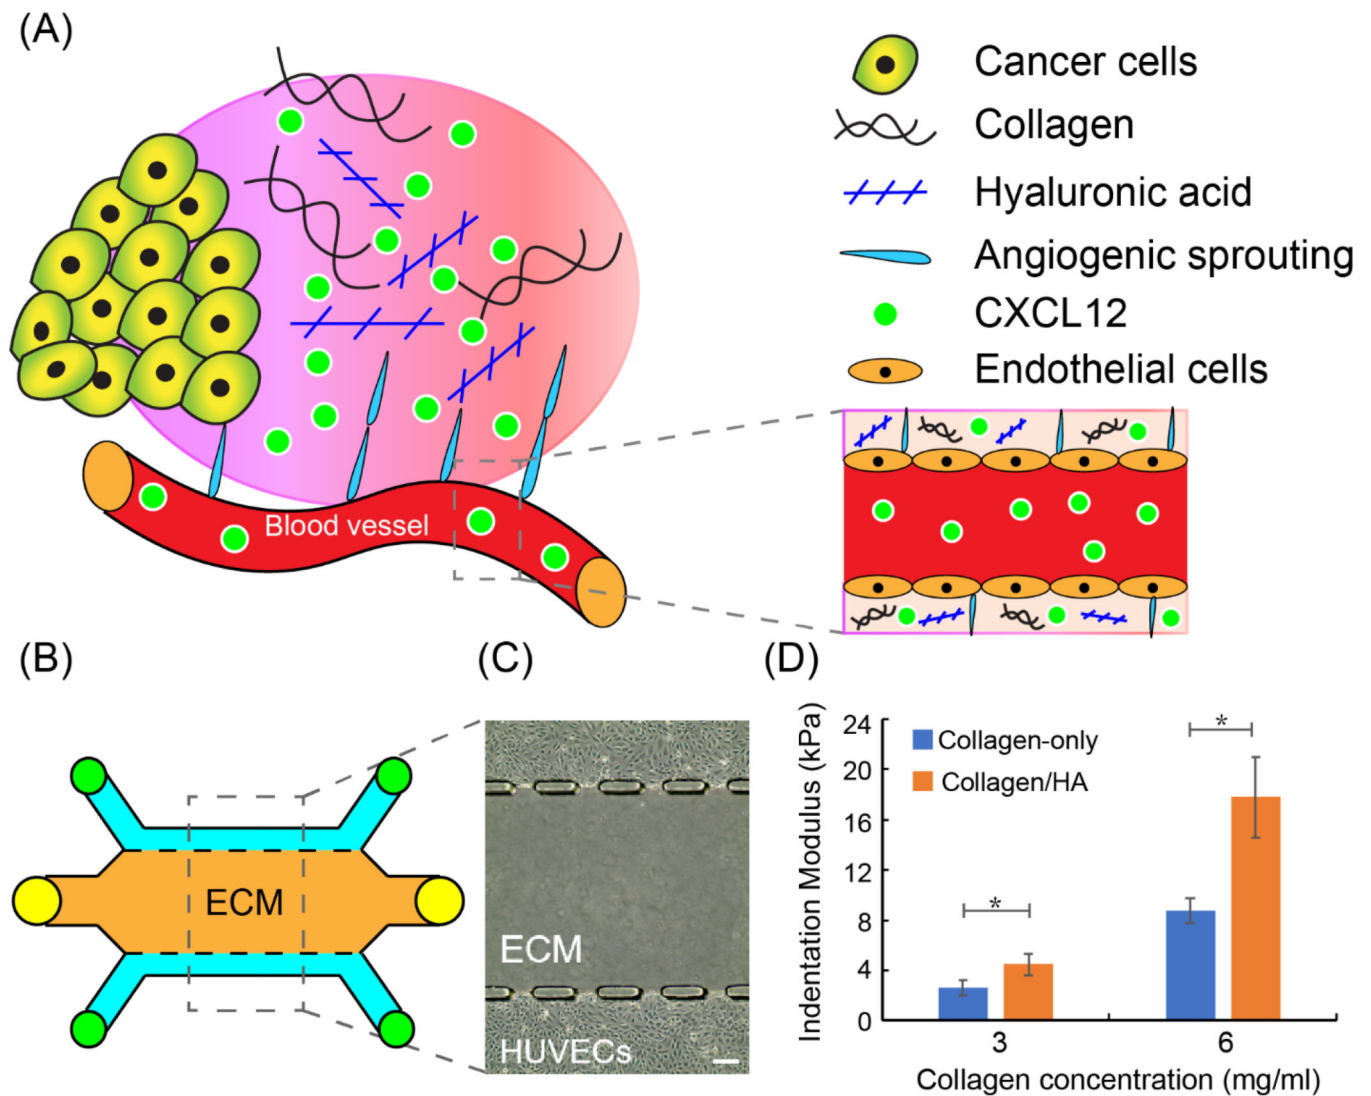 (A)
Cancer cells
Collagen
Hyaluronic acid
Angiogenic sprouting
CXCL12
Endothelial cells
Blood vessel
(B)
ECM
(C)
ECM
HUVECs
(D)
Indentation Modulus (kPa)
24
20
16
12
8
4
0
Collagen-only
Collagen/HA
*
*
3
6
Collagen concentration (mg/ml)